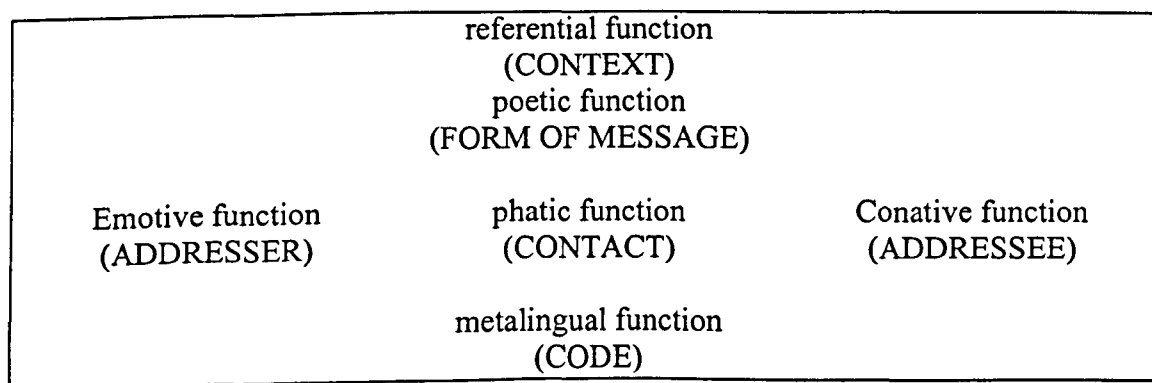 referential function
(CONTEXT)
poetic function
(FORM OF MESSAGE)
Emotive function phatic function Conative function
(ADDRESSER) (CONTACT) (ADDRESSEE)
metalingual function
(CODE)